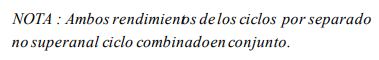 NOTA : Ambos rendimientos de los ciclos por separado
no superan al ciclo combinado en conjunto.